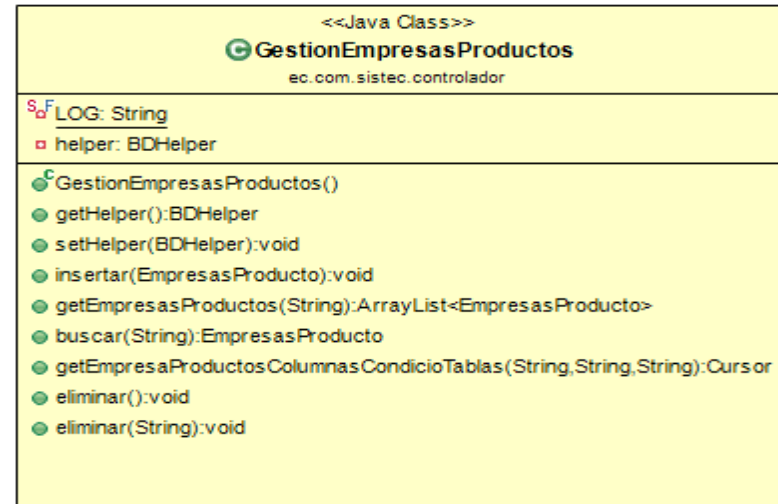 <<Java Class>>
C GestionEmpresasProductos
ec.com.sistec.controlador
S F LOG: String
helper: BDHelper
C GestionEmpresasProductos()
getHelper():BDHelper
setHelper(BDHelper):void
insertar(EmpresasProducto):void
getEmpresasProductos(String):ArrayList<EmpresasProducto>
buscar(String):EmpresasProducto
getEmpresaProductosColumnasCondicioTablas(String,String,String):Cursor
eliminar():void
eliminar(String):void